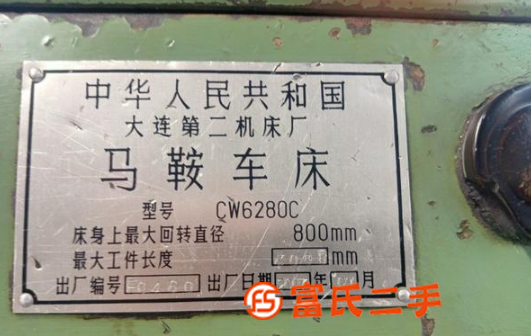 中华人民共和国
大连第二机床厂
马鞍车床
型号 CW6280C
床身上最大回转直径 800mm
最大工件长度 mm
出厂编号 出厂日期 年 月
富氏二手